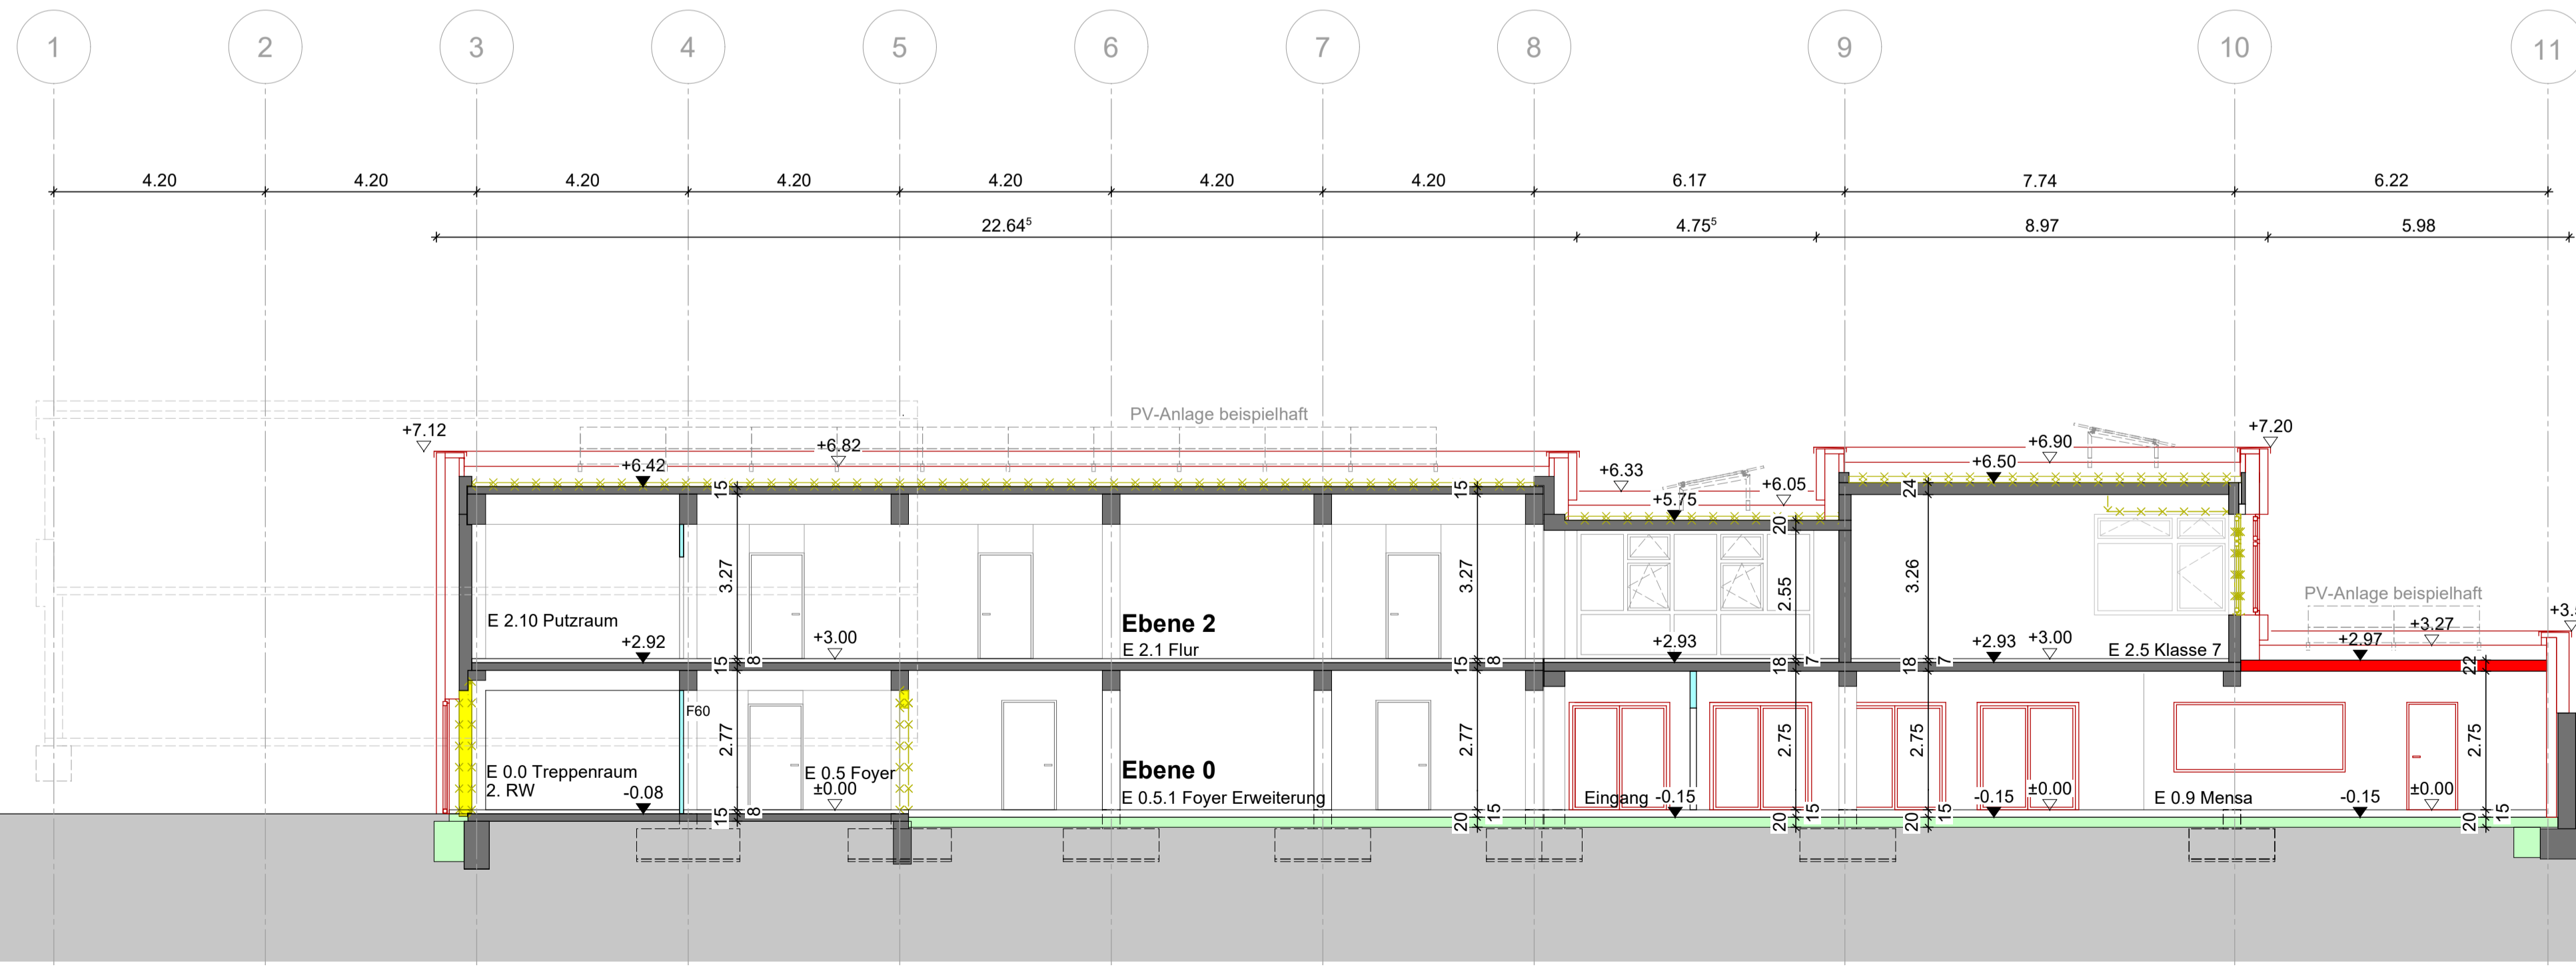 1 2 3 4 5 6 7 8 9 10 11
4.20 4.20 4.20 4.20 4.20 4.20 4.20 6.17 7.74 6.22
22.64⁵ 4.75⁵ 8.97 5.98
PV-Anlage beispielhaft
+7.12 +6.82 +6.90 +7.20
+6.42 +6.33 +6.50
15 15 +5.75 +6.05 24
20
3.27 3.27 2.55 3.26
PV-Anlage beispielhaft
E 2.10 Putzraum
Ebene 2
+2.92 +3.00 E 2.1 Flur +2.93 +2.93 +3.00 E 2.5 Klasse 7 +2.97 +3.27
15 8 15 8 18 7 18 7 22
F60
2.77 2.77 2.75 2.75 2.75
E 0.0 Treppenraum
2. RW
-0.08
E 0.5 Foyer
±0.00
Ebene 0
E 0.5.1 Foyer Erweiterung
Eingang -0.15 -0.15 ±0.00 E 0.9 Mensa -0.15 ±0.00
15 8 20 15 20 15 20 15 20 15